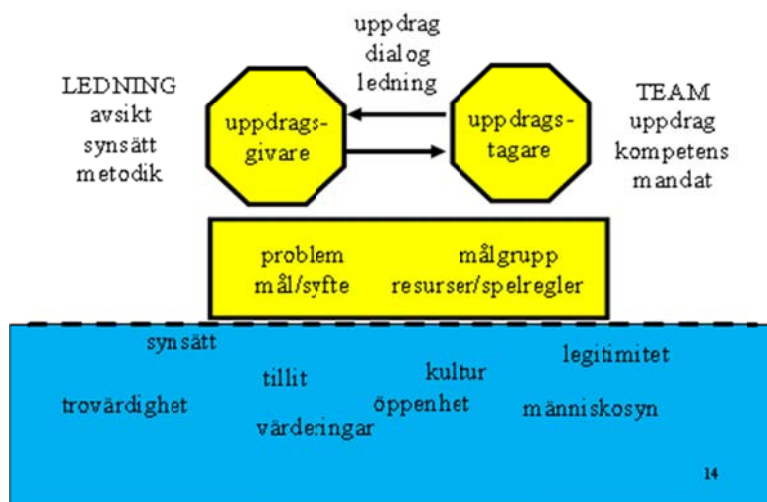 uppdrag
dialog
ledning
LEDNING
avsikt
synsätt
metodik
uppdrags-
givare
uppdrags-
tagare
TEAM
uppdrag
kompetens
mandat
problem
mål/syfte
målgrupp
resurser/spelregler
synsätt
legitimitet
tillit
kultur
trovärdighet
öppenhet
människosyn
värderingar
14